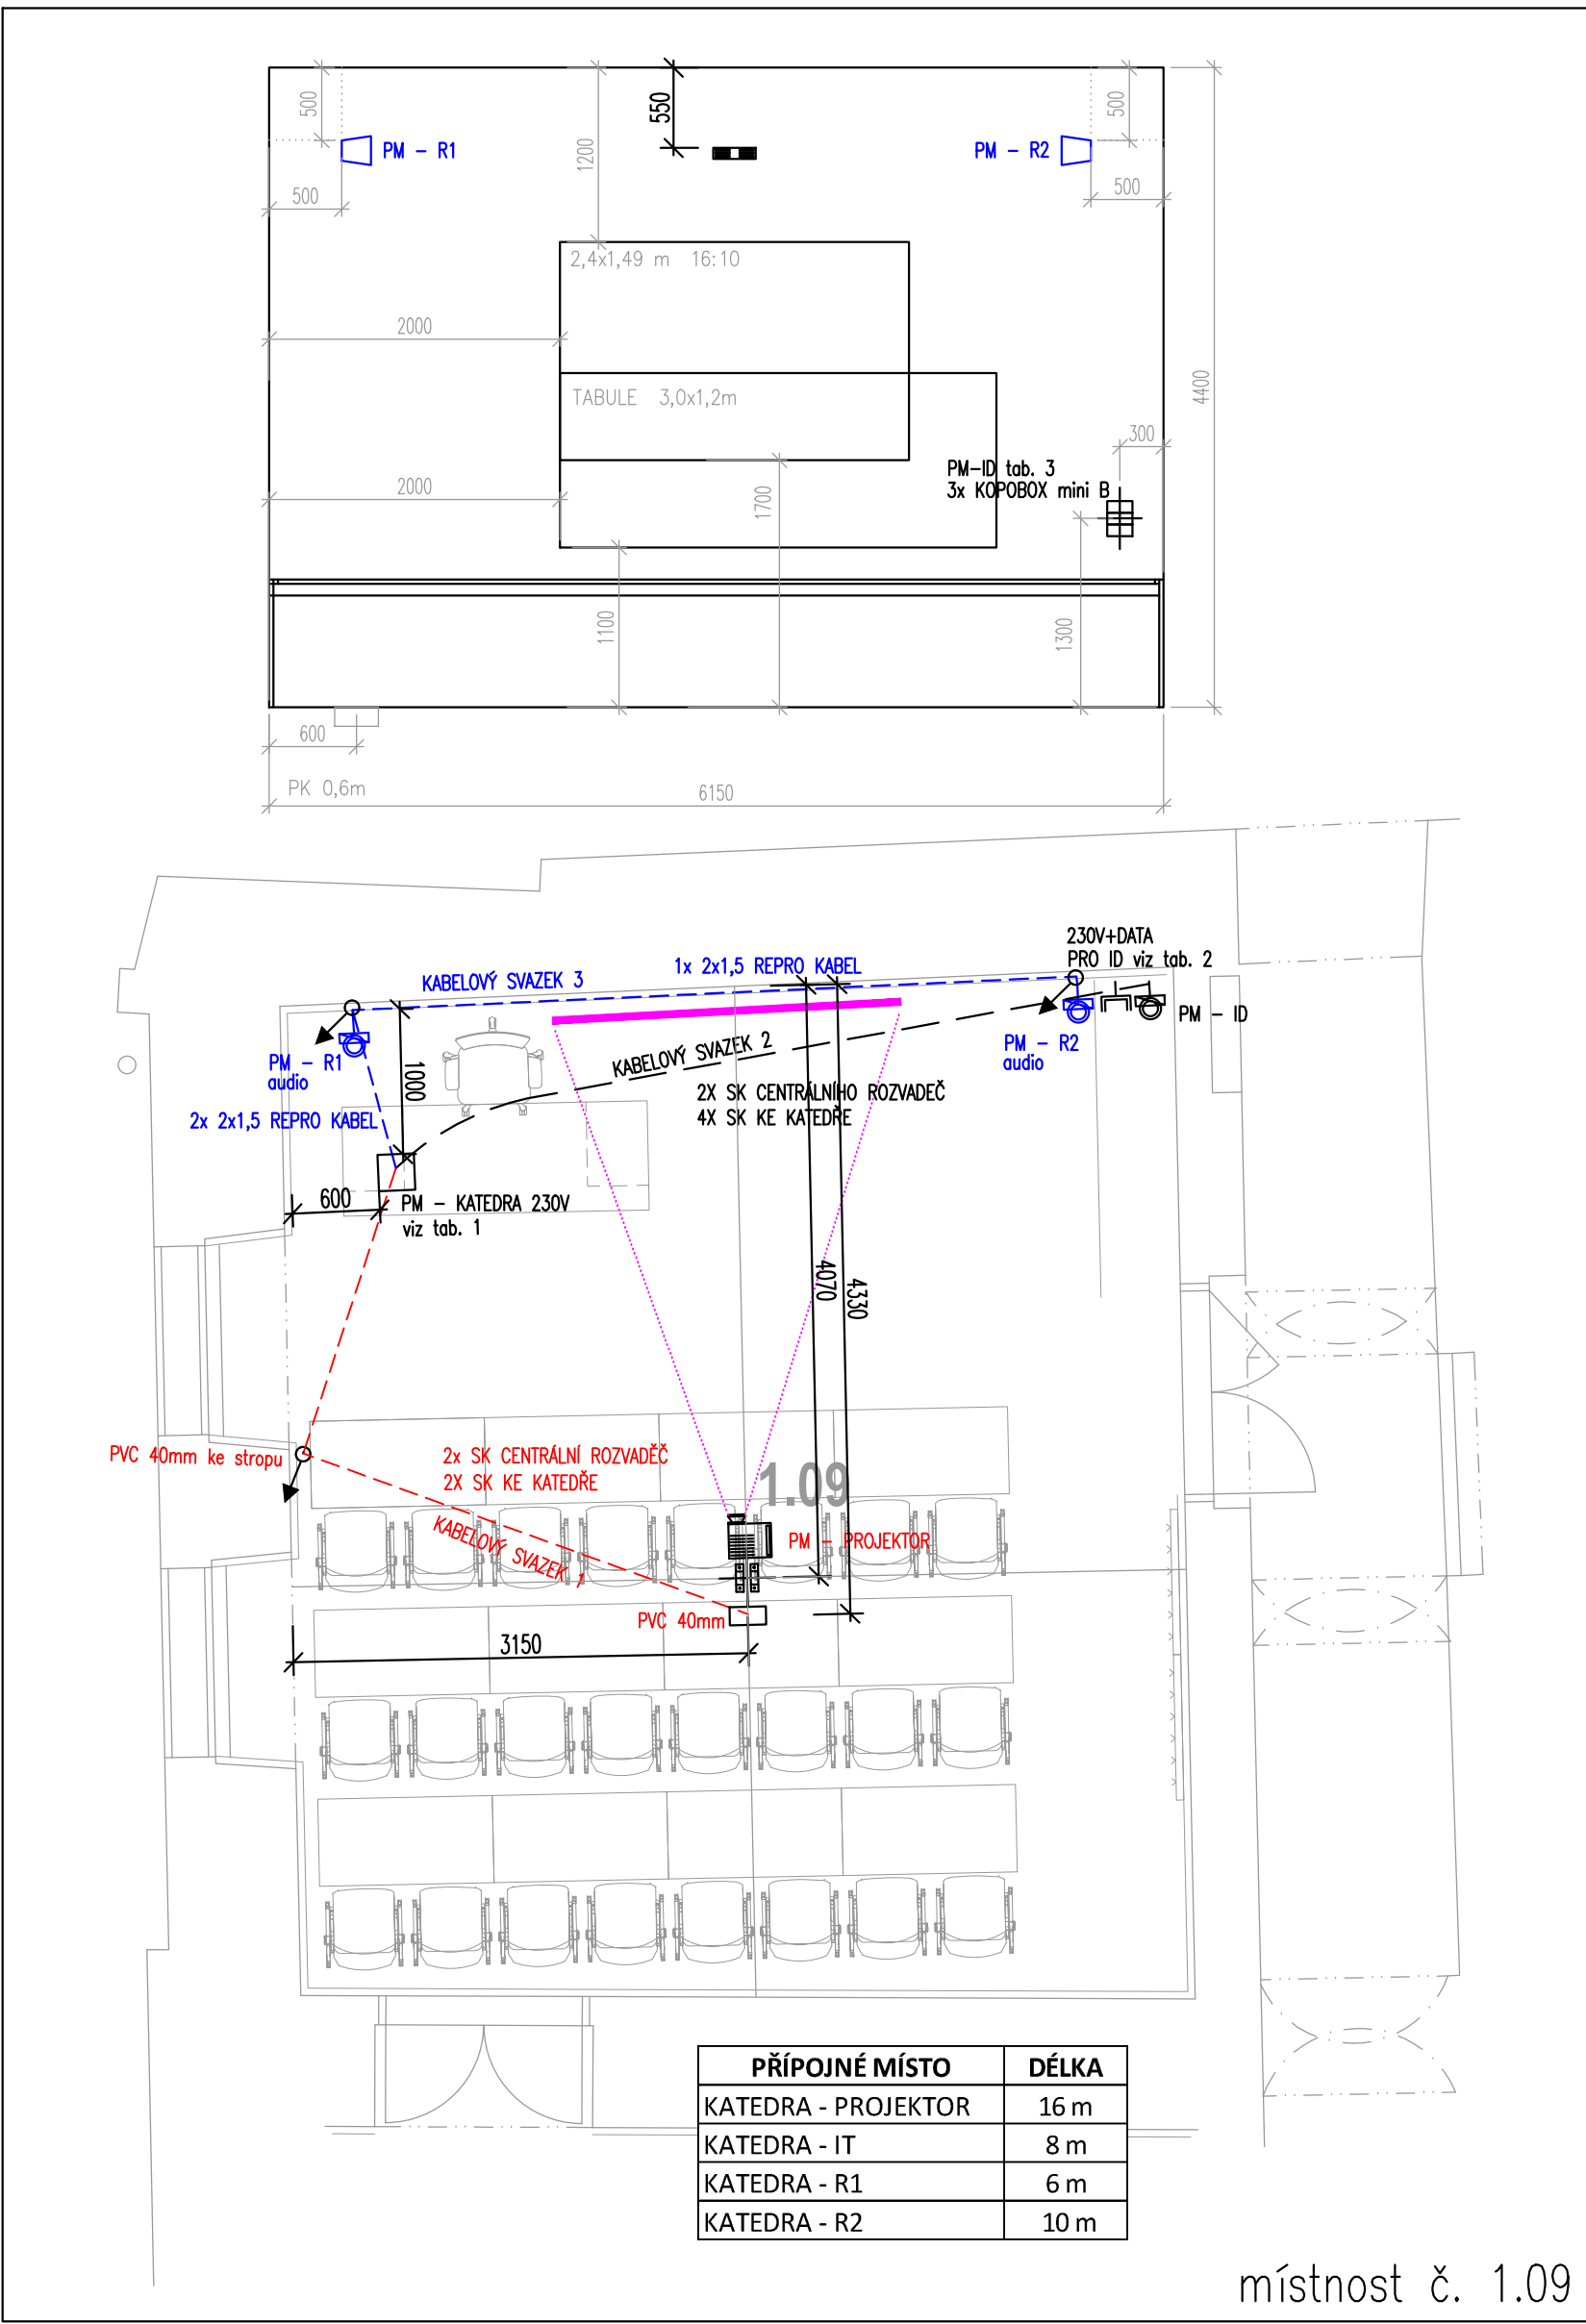 500
550
1200
500
PM - R1
PM - R2
500
500
2,4x1,49 m 16:10
2000
TABULE 3,0x1,2m
4400
300
PM-ID tab. 3
3x KOPOBOX mini B
2000
1700
1100
1300
600
PK 0,6m
6150
230V+DATA
PRO ID viz tab. 2
1x 2x1,5 REPRO KABEL
KABELOVÝ SVAZEK 3
PM - ID
PM - R1
audio
1000
KABELOVÝ SVAZEK 2
PM - R2
audio
2X SK CENTRÁLNÍHO ROZVADEČ
4X SK KE KATEDŘE
2x 2x1,5 REPRO KABEL
600
PM - KATEDRA 230V
viz tab. 1
4070
4330
PVC 40mm ke stropu
2x SK CENTRÁLNÍ ROZVADĚČ
2X SK KE KATEDŘE
1.09
KABELOVÝ SVAZEK 1
PM - PROJEKTOR
PVC 40mm
3150
PŘÍPOJNÉ MÍSTO DÉLKA
KATEDRA - PROJEKTOR 16 m
KATEDRA - IT 8 m
KATEDRA - R1 6 m
KATEDRA - R2 10 m
místnost č. 1.09